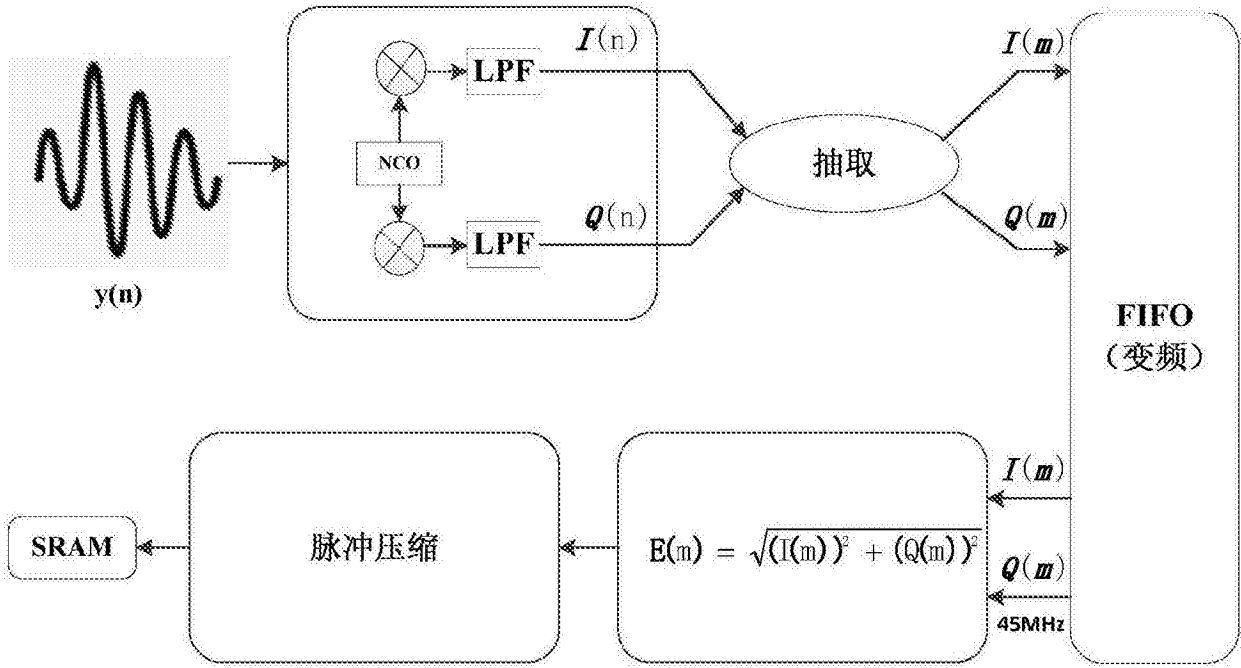 y(n)
NCO
LPF
LPF
I(n)
Q(n)
抽取
I(m)
Q(m)
FIFO
(变频)
I(m)
Q(m)
45MHz
E(m) = √(I(m))² + (Q(m))²
脉冲压缩
SRAM